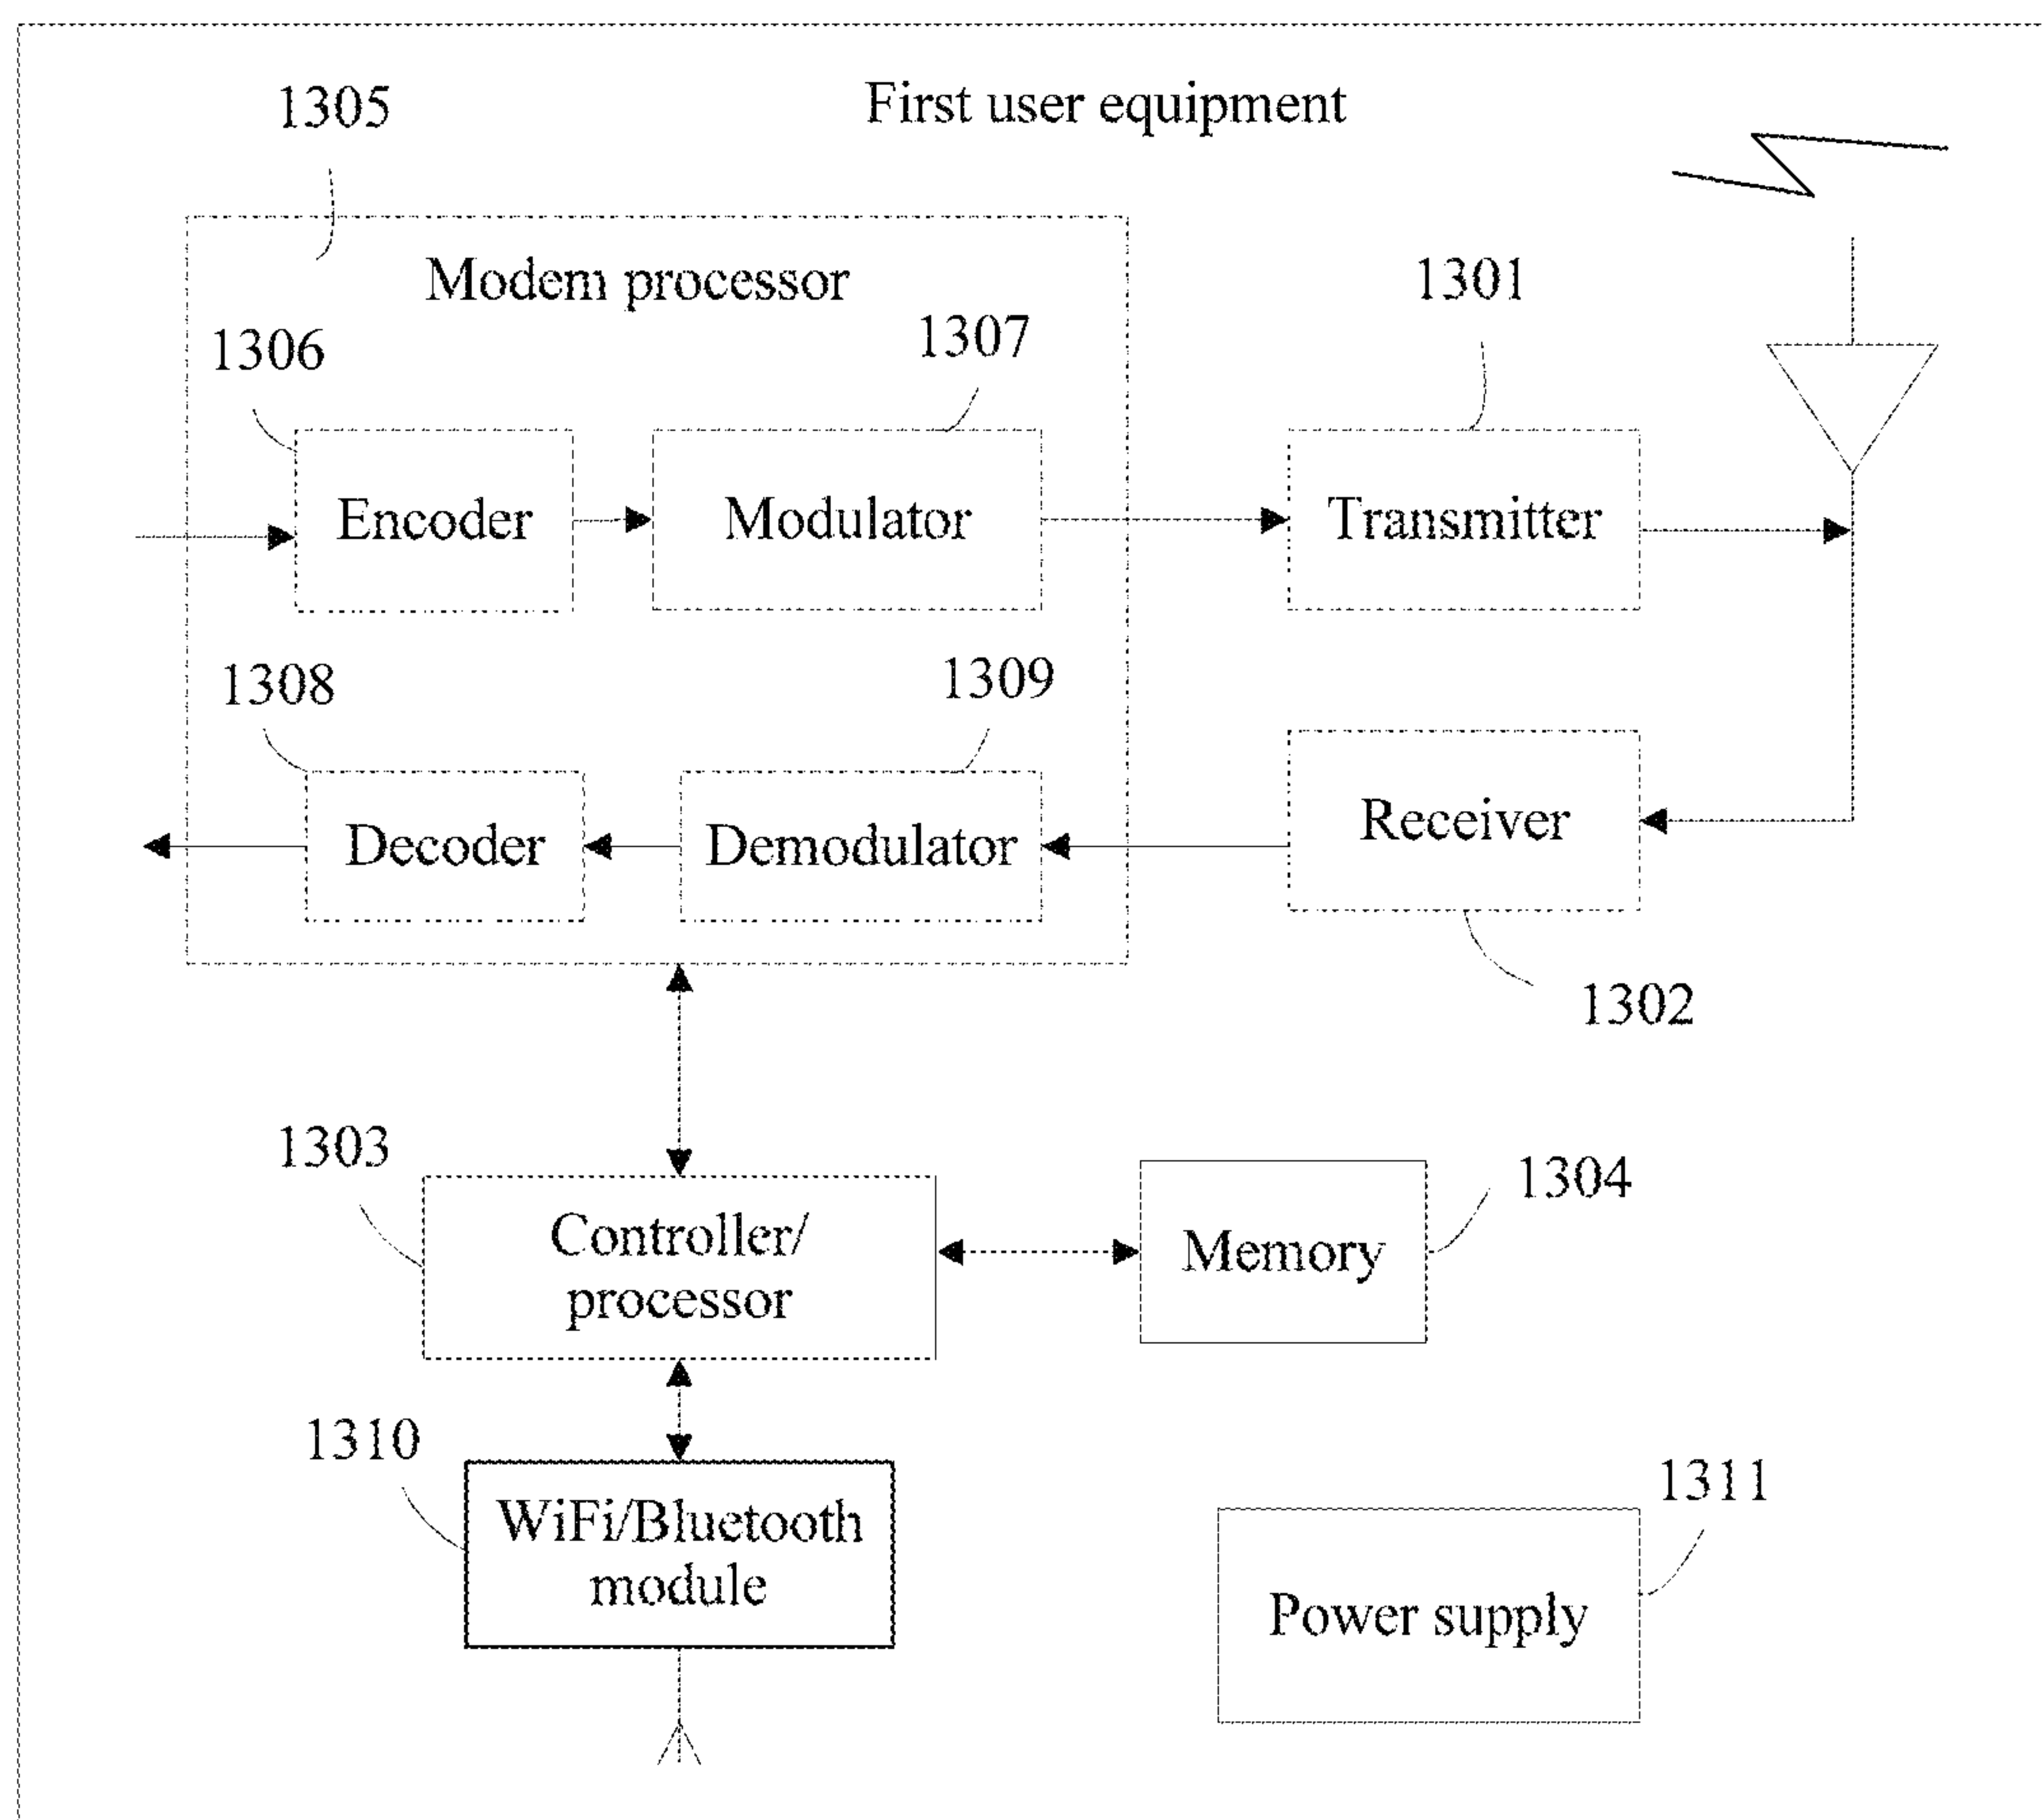 First user equipment
1305
Modem processor
1301
1306
1307
Encoder
Modulator
Transmitter
1308
1309
Decoder
Demodulator
Receiver
1302
1303
Controller/
processor
Memory
1304
1310
WiFi/Bluetooth
module
1311
Power supply